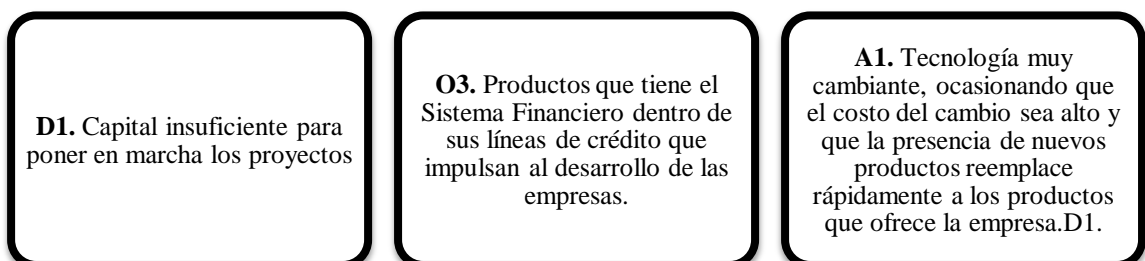 D1. Capital insuficiente para
poner en marcha los proyectos
O3. Productos que tiene el
Sistema Financiero dentro de
sus líneas de crédito que
impulsan al desarrollo de las
empresas.
A1. Tecnología muy
cambiante, ocasionando que
el costo del cambio sea alto y
que la presencia de nuevos
productos reemplace
rápidamente a los productos
que ofrece la empresa.D1.